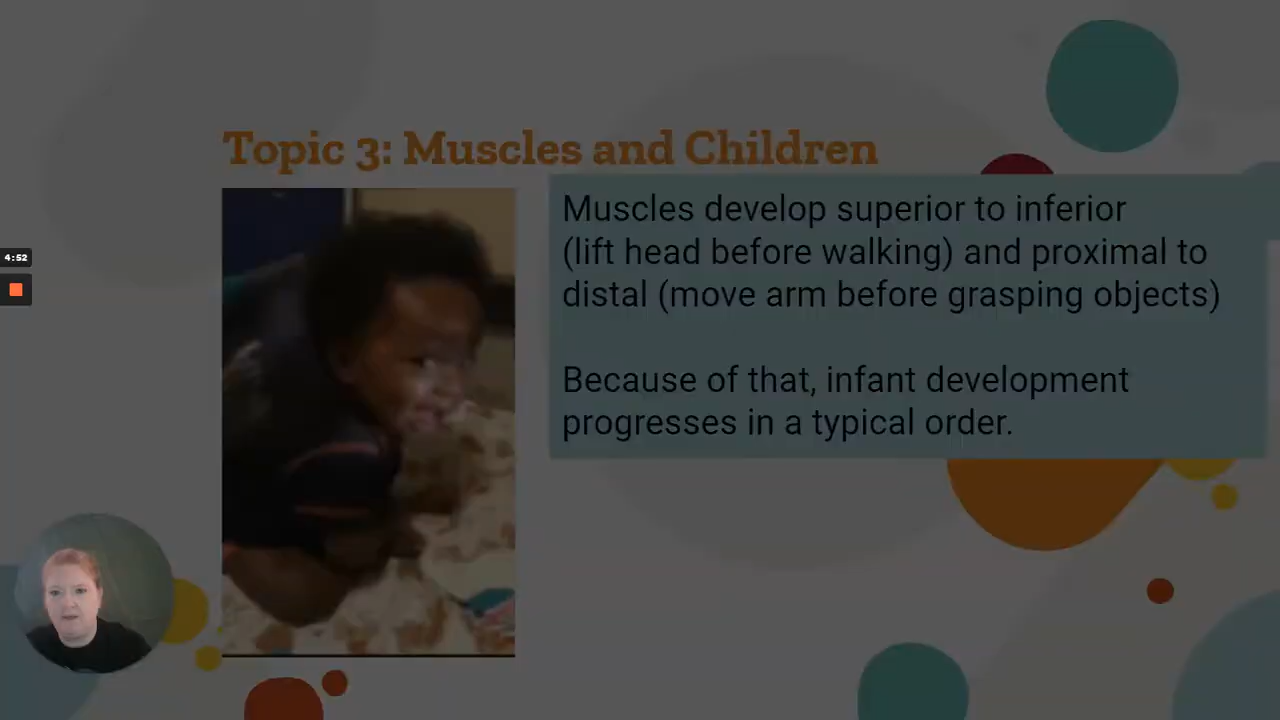 Topic 3: Muscles and Children
Muscles develop superior to inferior
(lift head before walking) and proximal to
distal (move arm before grasping objects)
Because of that, infant development
progresses in a typical order.
4:52